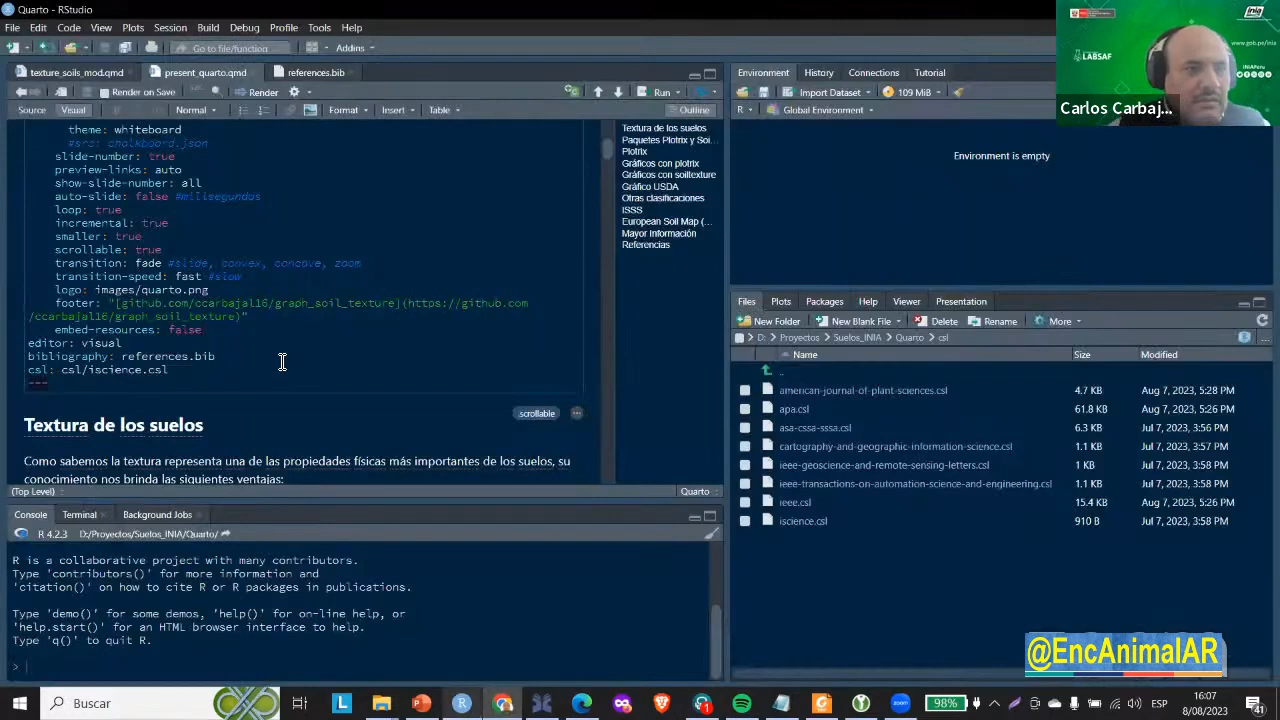 Quarto - RStudio
File Edit Code View Plots Session Build Debug Profile Tools Help
Go to file/function Addins
texture_soils_mod.qmd present_quarto.qmd references.bib
Render on Save Render Run
Source Visual Normal Format Insert Table Outline
theme: whiteboard
#src: chalkboard.json
slide-number: true
preview-links: auto
show-slide-number: all
auto-slide: false #milisegundos
loop: true
incremental: true
smaller: true
scrollable: true
transition: fade #slide, convex, concave, zoom
transition-speed: fast #slow
logo: images/quarto.png
footer: "[github.com/ccarbajal16/graph_soil_texture](https://github.com
/ccarbajal16/graph_soil_texture)"
embed-resources: false
editor: visual
bibliography: references.bib
csl: csl/iscience.csl
---
.scrollable
Textura de los suelos
Como sabemos la textura representa una de las propiedades físicas más importantes de los suelos, su
conocimiento nos brinda las siguientes ventajas:
(Top Level) Quarto
Textura de los suelos
Paquetes Plotrix y Soi...
Plotrix
Gráficos con plotrix
Gráficos con soiltexture
Gráfico USDA
Otras clasificaciones
ISSS
European Soil Map (...
Mayor Información
Referencias
Console Terminal Background Jobs
R 4.2.3 D:/Proyectos/Suelos_INIA/Quarto/
R is a collaborative project with many contributors.
Type 'contributors()' for more information and
'citation()' on how to cite R or R packages in publications.
Type 'demo()' for some demos, 'help()' for on-line help, or
'help.start()' for an HTML browser interface to help.
Type 'q()' to quit R.
>
Environment History Connections Tutorial
Import Dataset 109 MiB
R Global Environment
Environment is empty
Files Plots Packages Help Viewer Presentation
New Folder New Blank File Delete Rename More
D: Proyectos Suelos_INIA Quarto csl
Name Size Modified
..
american-journal-of-plant-sciences.csl 4.7 KB Aug 7, 2023, 5:28 PM
apa.csl 61.8 KB Aug 7, 2023, 5:26 PM
asa-cssa-sssa.csl 6.3 KB Jul 7, 2023, 3:56 PM
cartography-and-geographic-information-science.csl 1.1 KB Jul 7, 2023, 3:57 PM
ieee-geoscience-and-remote-sensing-letters.csl 1 KB Jul 7, 2023, 3:58 PM
ieee-transactions-on-automation-science-and-engineering.csl 1.1 KB Jul 7, 2023, 3:58 PM
ieee.csl 15.4 KB Aug 7, 2023, 5:26 PM
iscience.csl 910 B Jul 7, 2023, 3:58 PM
inia
www.gob.pe/inia
LABSAF
INIAPeru
Carlos Carbaj...
@EncAnimalAR
Buscar
98% ESP 16:07
8/08/2023 41